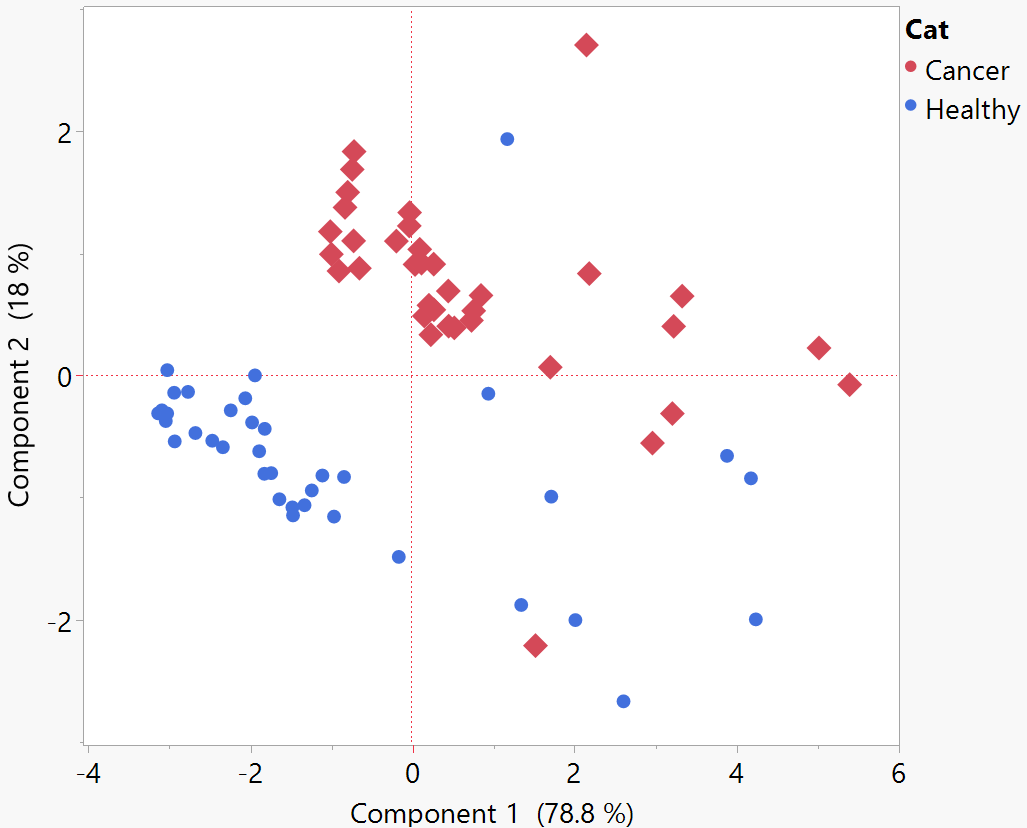 Cat
Cancer
Healthy
2
0
-2
Component 2 (18 %)
-4 -2 0 2 4 6
Component 1 (78.8 %)